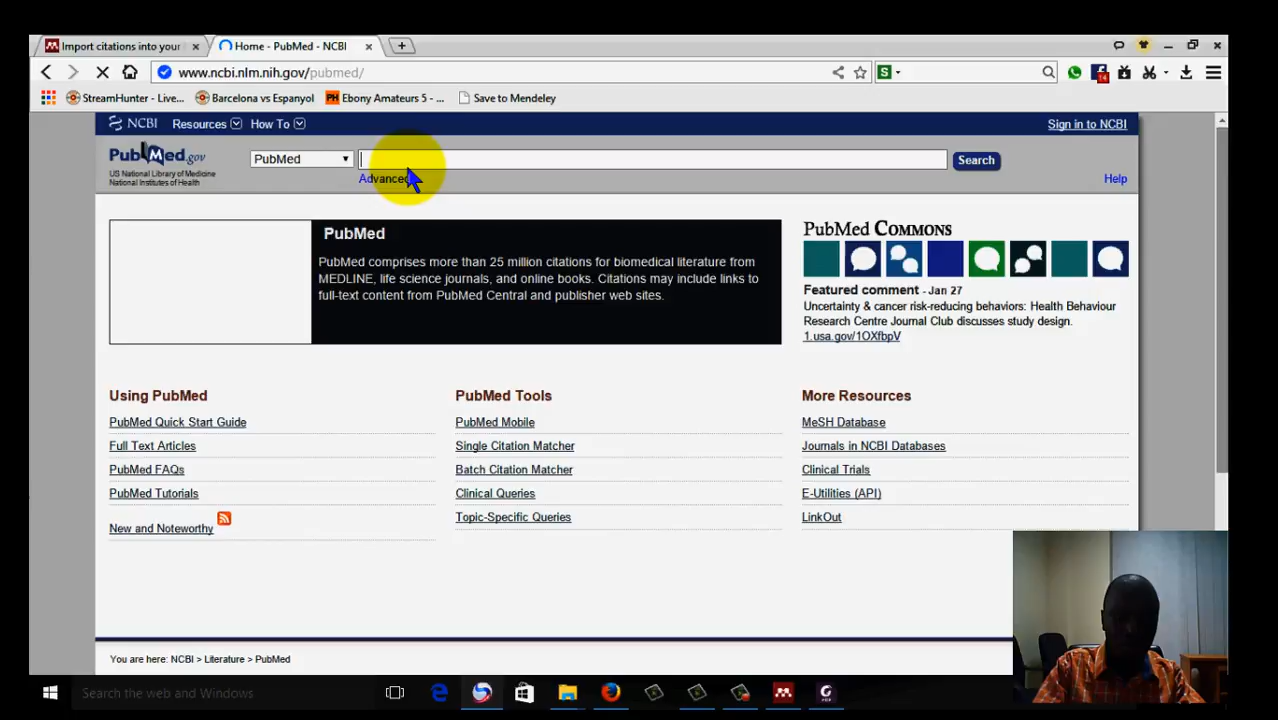 Import citations into your
Home - PubMed - NCBI
www.ncbi.nlm.nih.gov/pubmed/
S
14
StreamHunter - Live...
Barcelona vs Espanyol
PH Ebony Amateurs 5 - ...
Save to Mendeley
NCBI Resources How To
Sign in to NCBI
PubMed.gov
US National Library of Medicine
National Institutes of Health
PubMed
Search
Advanced
Help
PubMed
PubMed comprises more than 25 million citations for biomedical literature from
MEDLINE, life science journals, and online books. Citations may include links to
full-text content from PubMed Central and publisher web sites.
PubMed Commons
Featured comment - Jan 27
Uncertainty & cancer risk-reducing behaviors: Health Behaviour
Research Centre Journal Club discusses study design.
1.usa.gov/1OXfbpV
Using PubMed
PubMed Quick Start Guide
Full Text Articles
PubMed FAQs
PubMed Tutorials
New and Noteworthy
PubMed Tools
PubMed Mobile
Single Citation Matcher
Batch Citation Matcher
Clinical Queries
Topic-Specific Queries
More Resources
MeSH Database
Journals in NCBI Databases
Clinical Trials
E-Utilities (API)
LinkOut
You are here: NCBI > Literature > PubMed
Search the web and Windows